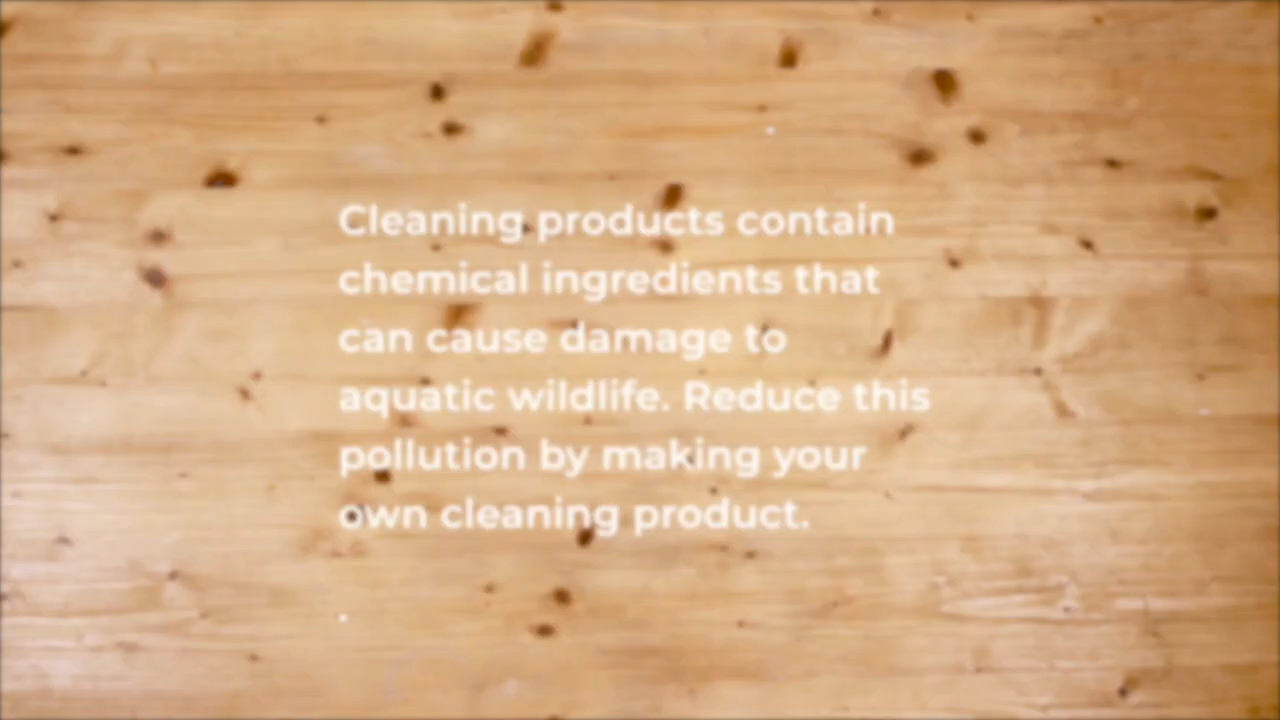 Cleaning products contain
chemical ingredients that
can cause damage to
aquatic wildlife. Reduce this
pollution by making your
own cleaning product.